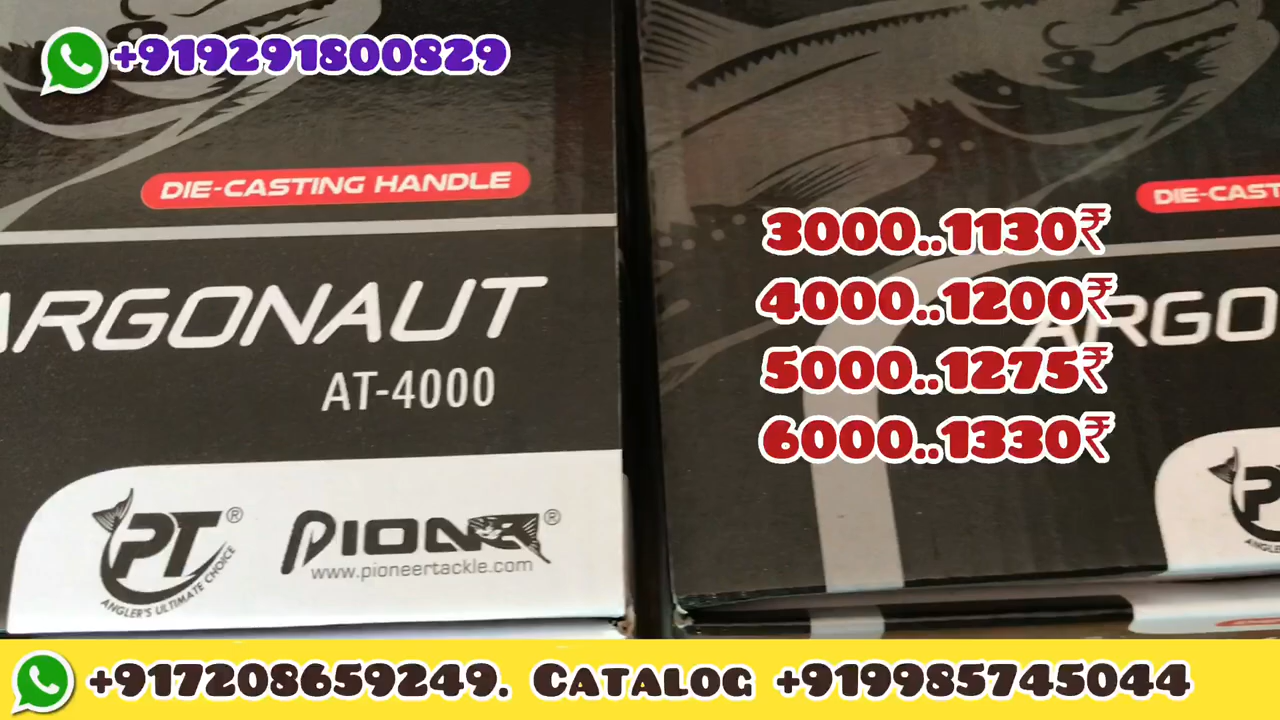 +919291800829
DIE-CASTING HANDLE
ARGONAUT
AT-4000
PT®
ANGLER'S ULTIMATE CHOICE
PIONEER®
www.pioneertackle.com
DIE-CAST
3000..1130₹
4000..1200₹
ARGO
5000..1275₹
6000..1330₹
+917208659249. CATALOG +919985745044